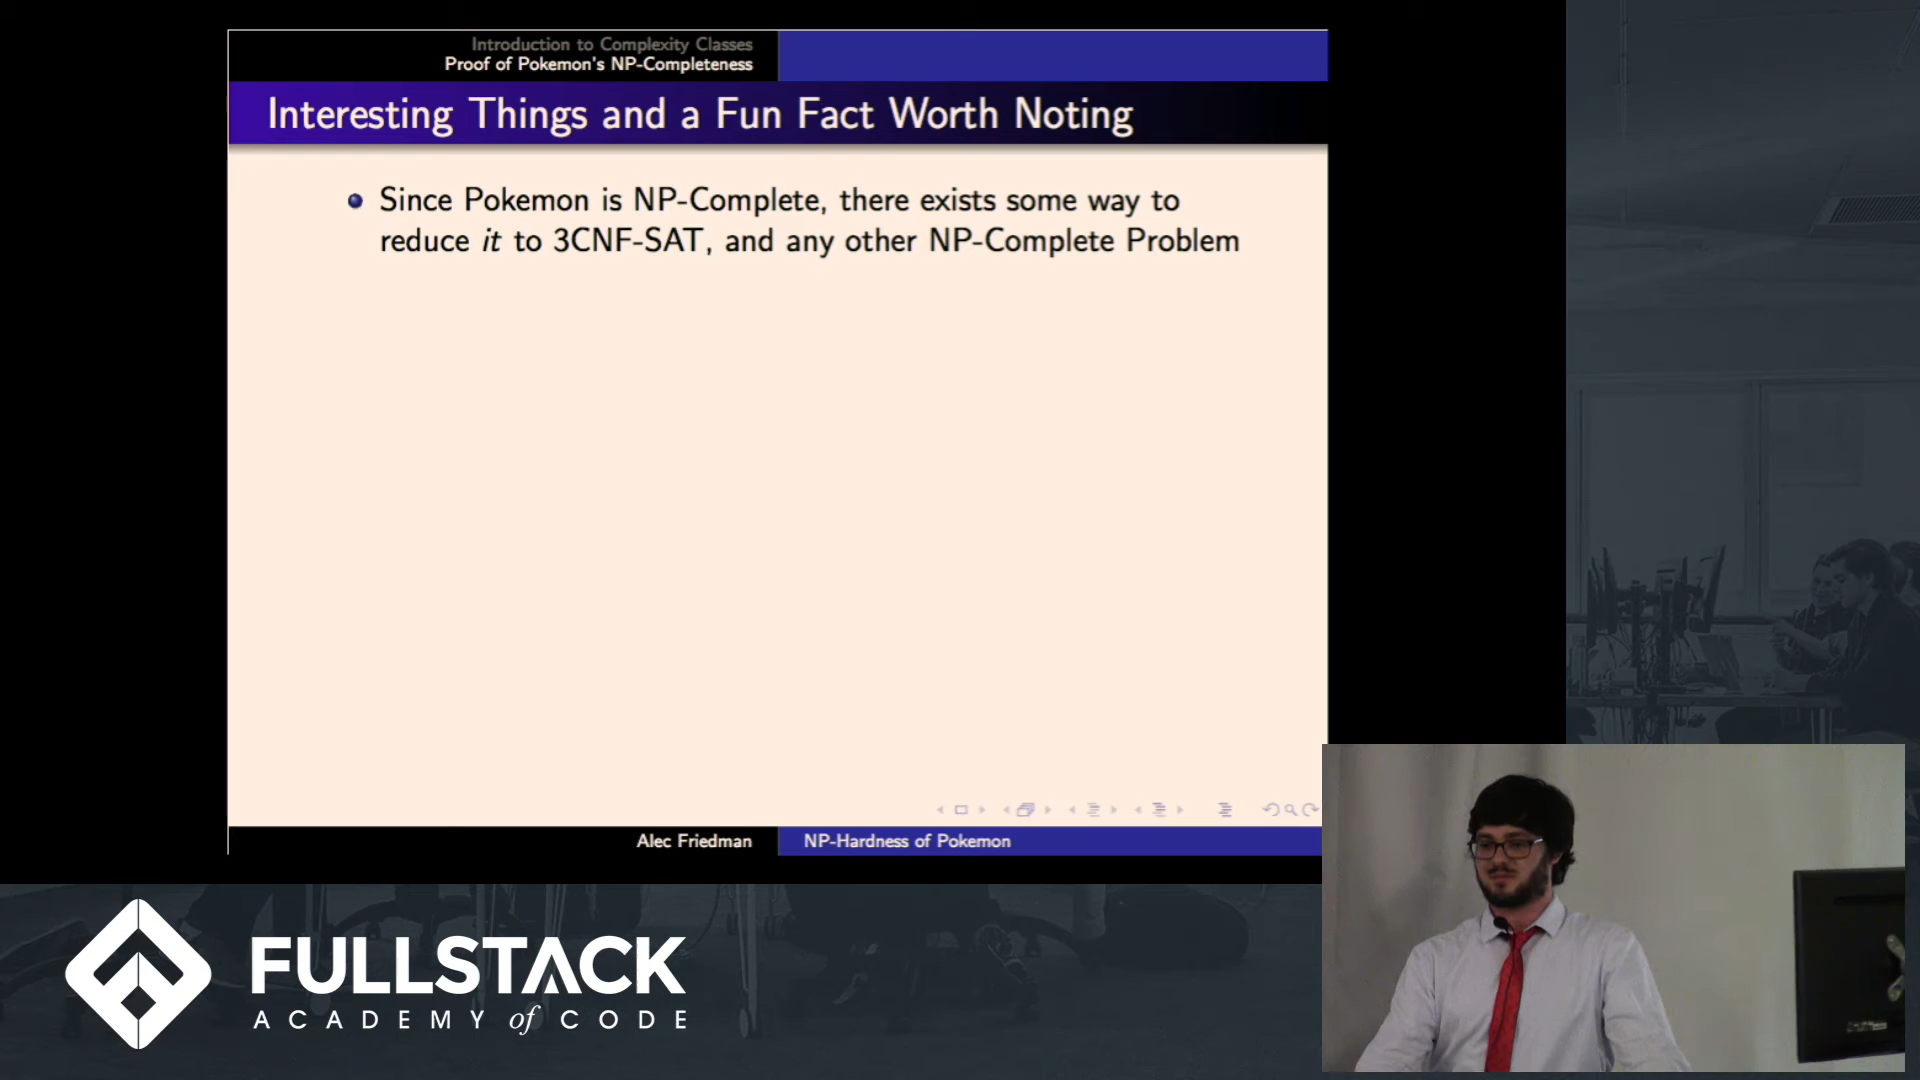 Introduction to Complexity Classes
Proof of Pokemon's NP-Completeness
Interesting Things and a Fun Fact Worth Noting
Since Pokemon is NP-Complete, there exists some way to
reduce it to 3CNF-SAT, and any other NP-Complete Problem
Alec Friedman
NP-Hardness of Pokemon
FULLSTACK
ACADEMY of CODE